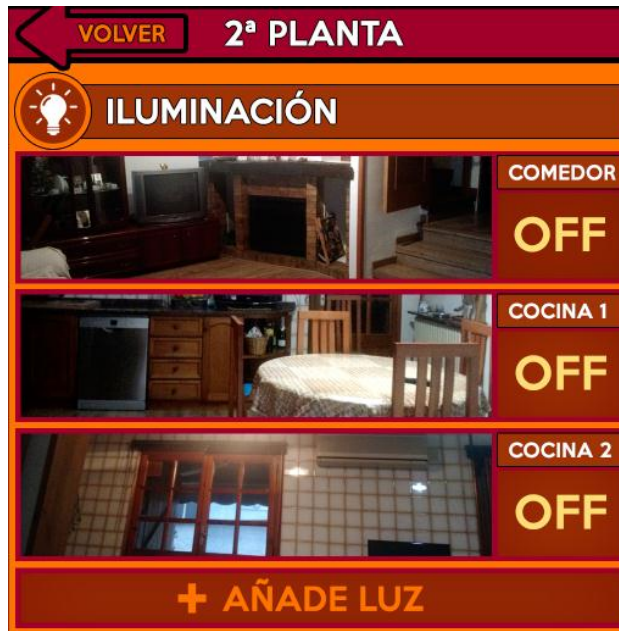 VOLVER 2ª PLANTA
ILUMINACIÓN
COMEDOR
OFF
COCINA 1
OFF
COCINA 2
OFF
+ AÑADE LUZ